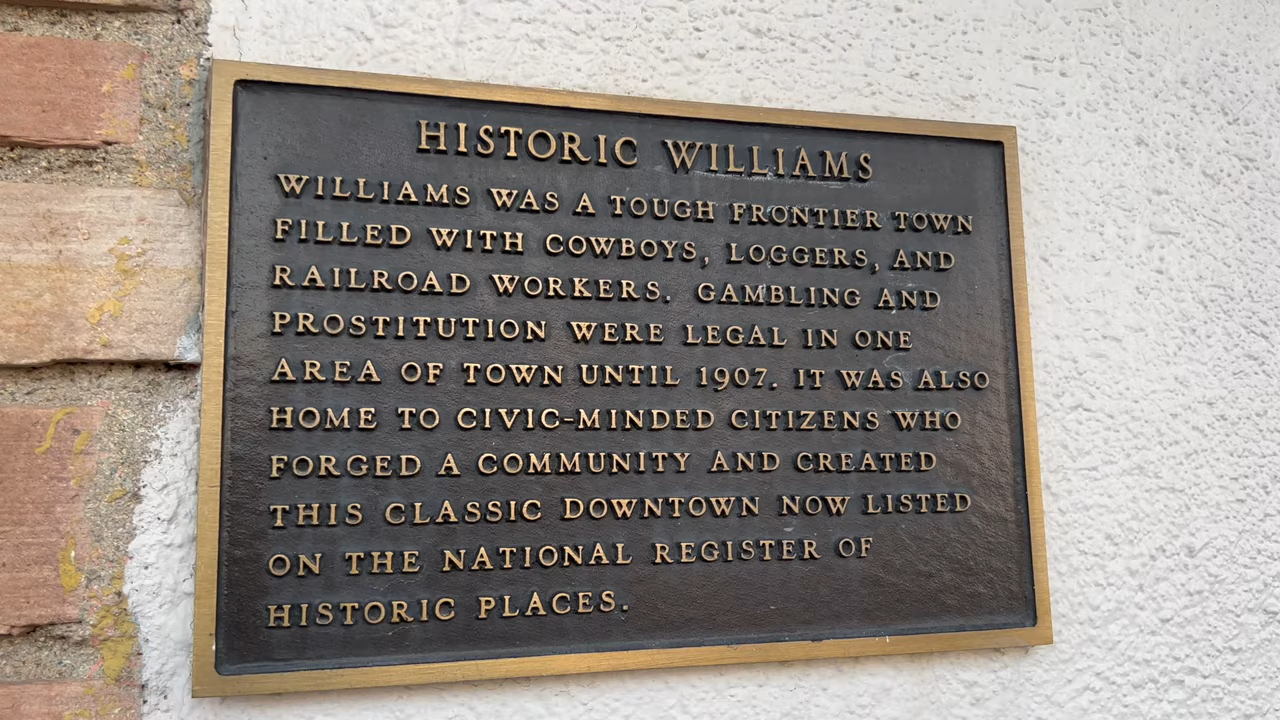 HISTORIC WILLIAMS
WILLIAMS WAS A TOUGH FRONTIER TOWN
FILLED WITH COWBOYS, LOGGERS, AND
RAILROAD WORKERS. GAMBLING AND
PROSTITUTION WERE LEGAL IN ONE
AREA OF TOWN UNTIL 1907. IT WAS ALSO
HOME TO CIVIC-MINDED CITIZENS WHO
FORGED A COMMUNITY AND CREATED
THIS CLASSIC DOWNTOWN NOW LISTED
ON THE NATIONAL REGISTER OF
HISTORIC PLACES.